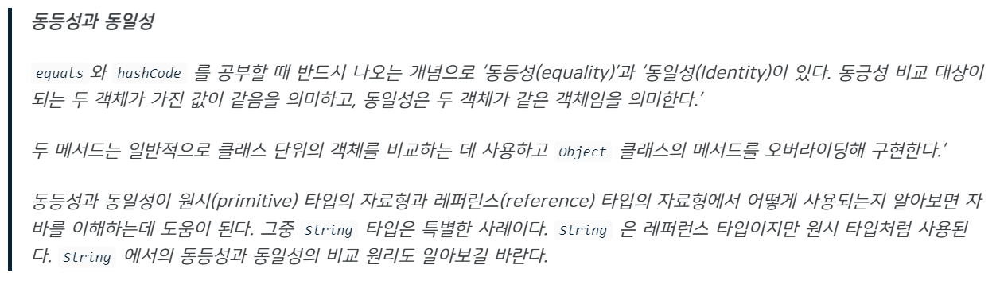 동등성과 동일성
equals 와 hashCode 를 공부할 때 반드시 나오는 개념으로 '동등성(equality)'과 '동일성(Identity)이 있다. 동긍성 비교 대상이
되는 두 객체가 가진 값이 같음을 의미하고, 동일성은 두 객체가 같은 객체임을 의미한다.'
두 메서드는 일반적으로 클래스 단위의 객체를 비교하는 데 사용하고 Object 클래스의 메서드를 오버라이딩해 구현한다.'
동등성과 동일성이 원시(primitive) 타입의 자료형과 레퍼런스(reference) 타입의 자료형에서 어떻게 사용되는지 알아보면 자
바를 이해하는데 도움이 된다. 그중 String 타입은 특별한 사례이다. String 은 레퍼런스 타입이지만 원시 타입처럼 사용된
다. String 에서의 동등성과 동일성의 비교 원리도 알아보길 바란다.